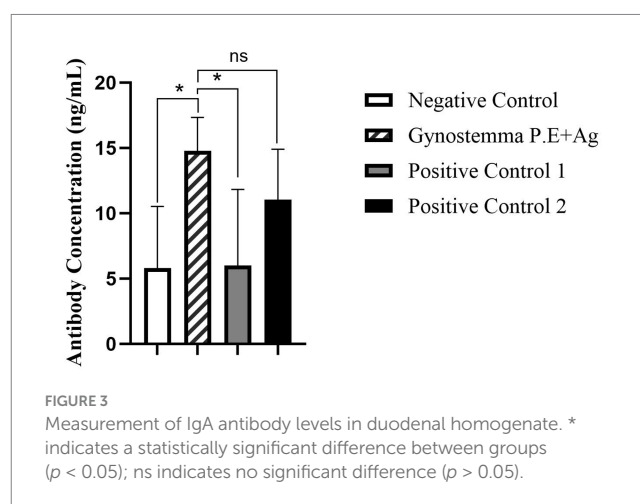 ns
*
*
20
15
10
5
0
Antibody Concentration (ng/mL)
Negative Control
Gynostemma P.E+Ag
Positive Control 1
Positive Control 2
FIGURE 3
Measurement of IgA antibody levels in duodenal homogenate. *
indicates a statistically significant difference between groups
(p < 0.05); ns indicates no significant difference (p > 0.05).